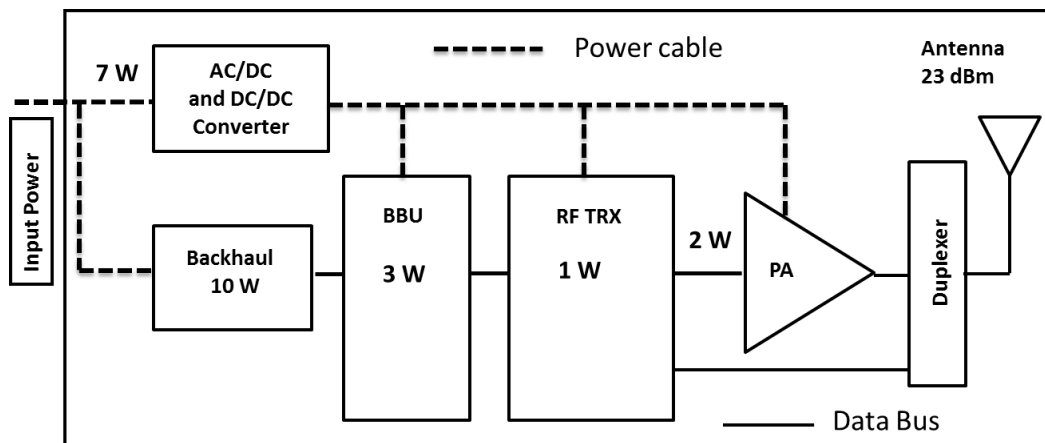 Power cable
Antenna
23 dBm
7 W
AC/DC
and DC/DC
Converter
Input Power
BBU
3 W
RF TRX
1 W
2 W
PA
Duplexer
Backhaul
10 W
Data Bus